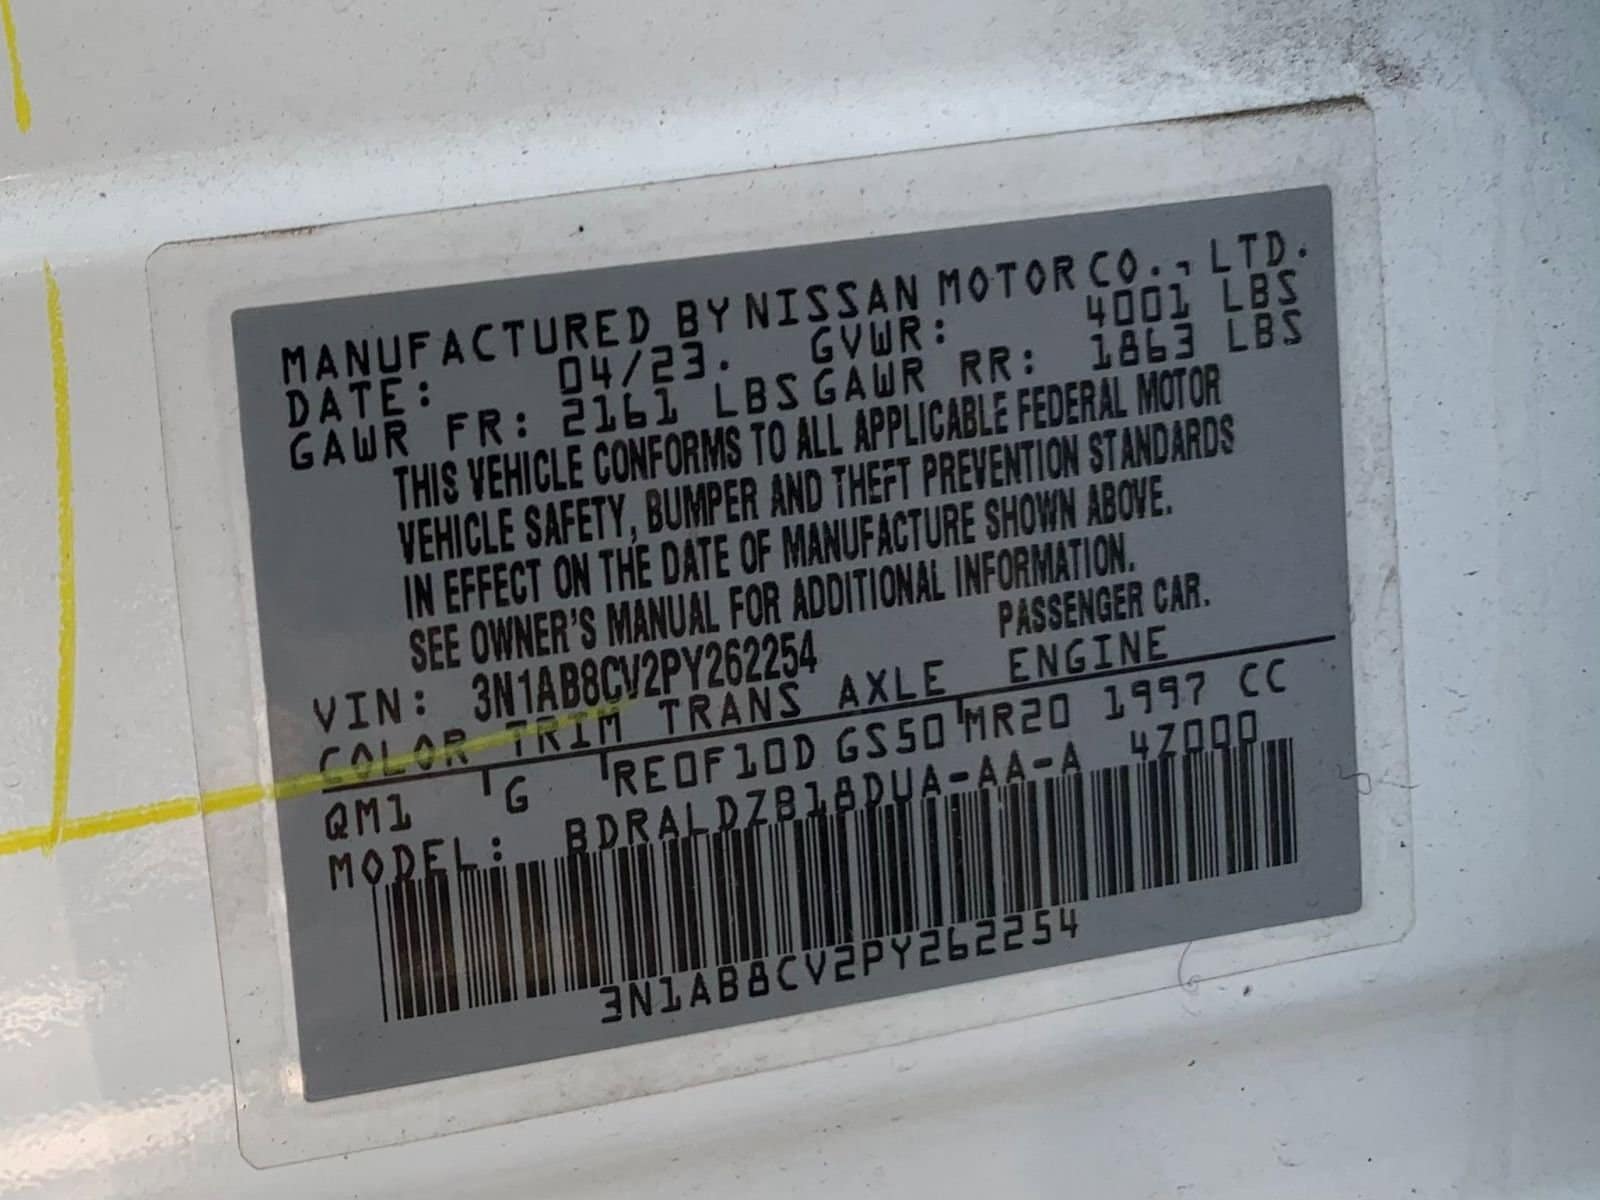 MANUFACTURED BY NISSAN MOTOR CO., LTD.
DATE: 04/23. GVWR: 4001 LBS
GAWR FR: 2161 LBS GAWR RR: 1863 LBS
THIS VEHICLE CONFORMS TO ALL APPLICABLE FEDERAL MOTOR
VEHICLE SAFETY, BUMPER AND THEFT PREVENTION STANDARDS
IN EFFECT ON THE DATE OF MANUFACTURE SHOWN ABOVE.
SEE OWNER'S MANUAL FOR ADDITIONAL INFORMATION.
VIN: 3N1AB8CV2PY262254 PASSENGER CAR.
COLOR TRIM TRANS AXLE ENGINE
QM1 G RE0F10D GS50 MR20 1997 CC
MODEL: BDRALDZB18DUA-AA-A 4Z000
3N1AB8CV2PY262254